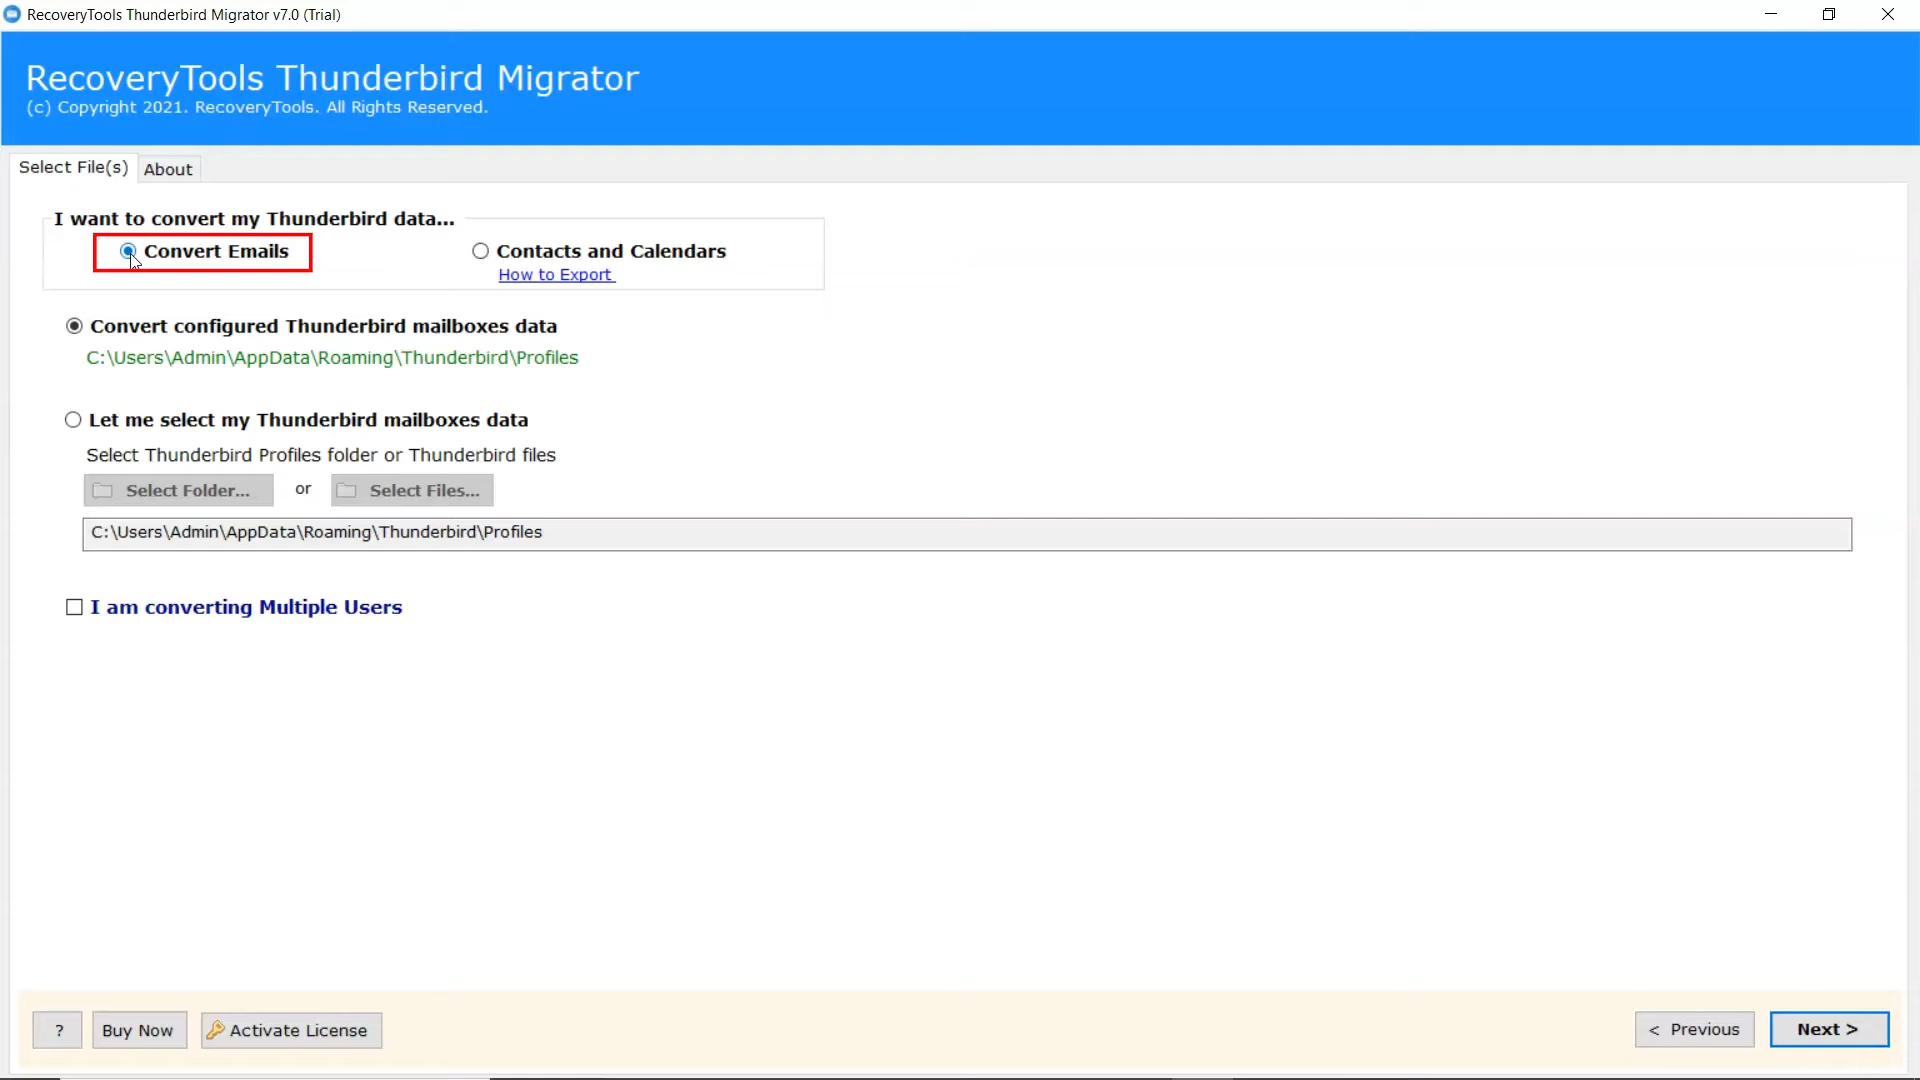 RecoveryTools Thunderbird Migrator v7.0 (Trial)
RecoveryTools Thunderbird Migrator
(c) Copyright 2021. RecoveryTools. All Rights Reserved.
Select File(s) About
I want to convert my Thunderbird data...
Convert Emails Contacts and Calendars
How to Export
Convert configured Thunderbird mailboxes data
C:\Users\Admin\AppData\Roaming\Thunderbird\Profiles
Let me select my Thunderbird mailboxes data
Select Thunderbird Profiles folder or Thunderbird files
Select Folder... or Select Files...
C:\Users\Admin\AppData\Roaming\Thunderbird\Profiles
I am converting Multiple Users
? Buy Now Activate License < Previous Next >